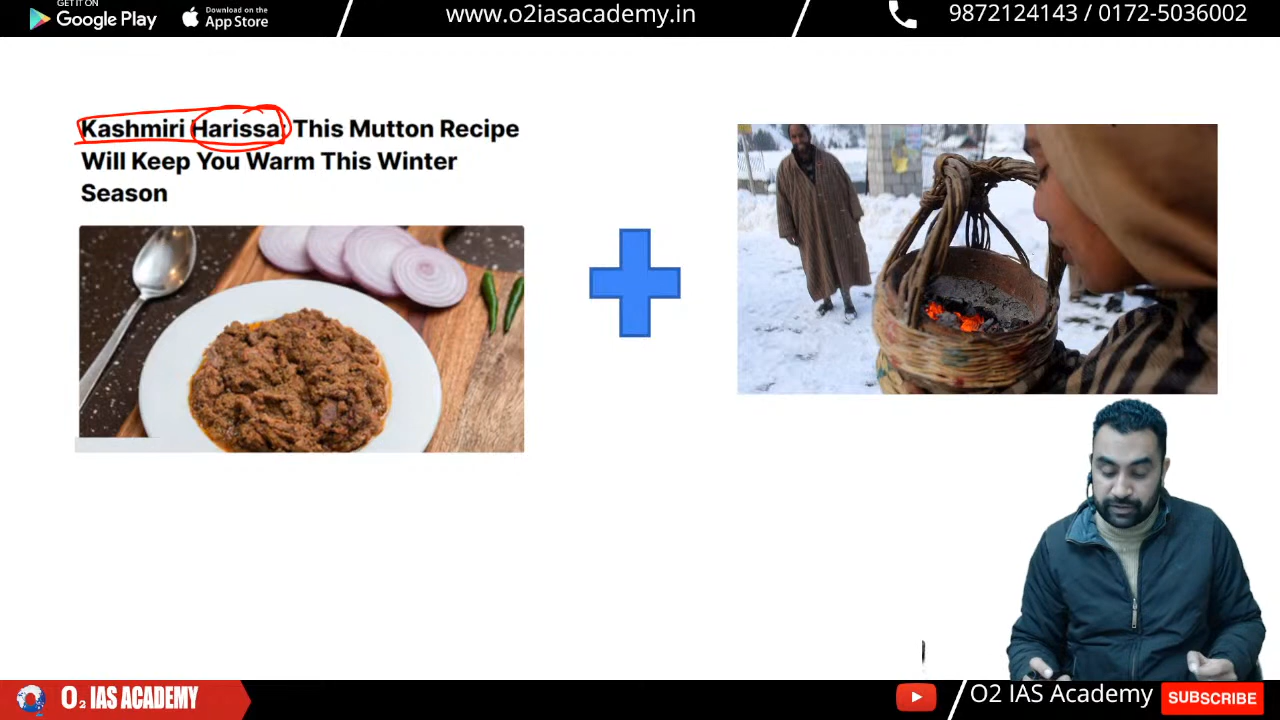 GET IT ON
Google Play
Download on the
App Store
www.o2iasacademy.in
9872124143 / 0172-5036002
Kashmiri Harissa: This Mutton Recipe
Will Keep You Warm This Winter
Season
O2 IAS ACADEMY
O2 IAS Academy
SUBSCRIBE